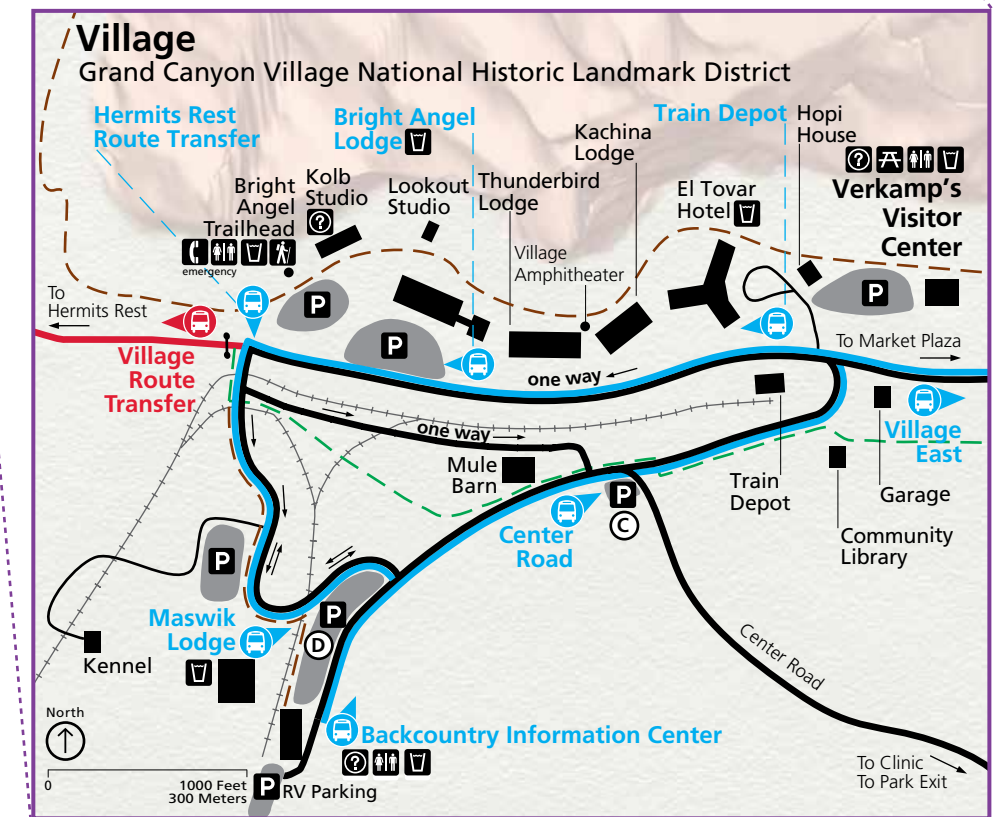 Village
Grand Canyon Village National Historic Landmark District
Hermits Rest
Route Transfer
Bright Angel
Lodge
Train Depot
Hopi
House
Kachina
Lodge
Verkamp's
Visitor
Center
Bright
Angel
Trailhead
emergency
Kolb
Studio
Lookout
Studio
Thunderbird
Lodge
El Tovar
Hotel
Village
Amphitheater
To
Hermits Rest
P
P
P
To Market Plaza
Village
Route
Transfer
one way
one way
Village
East
Mule
Barn
Train
Depot
Garage
Community
Library
P
C
Center
Road
P
P
D
Maswik
Lodge
Kennel
Center Road
North
Backcountry Information Center
To Clinic
To Park Exit
0
1000 Feet
300 Meters
P RV Parking